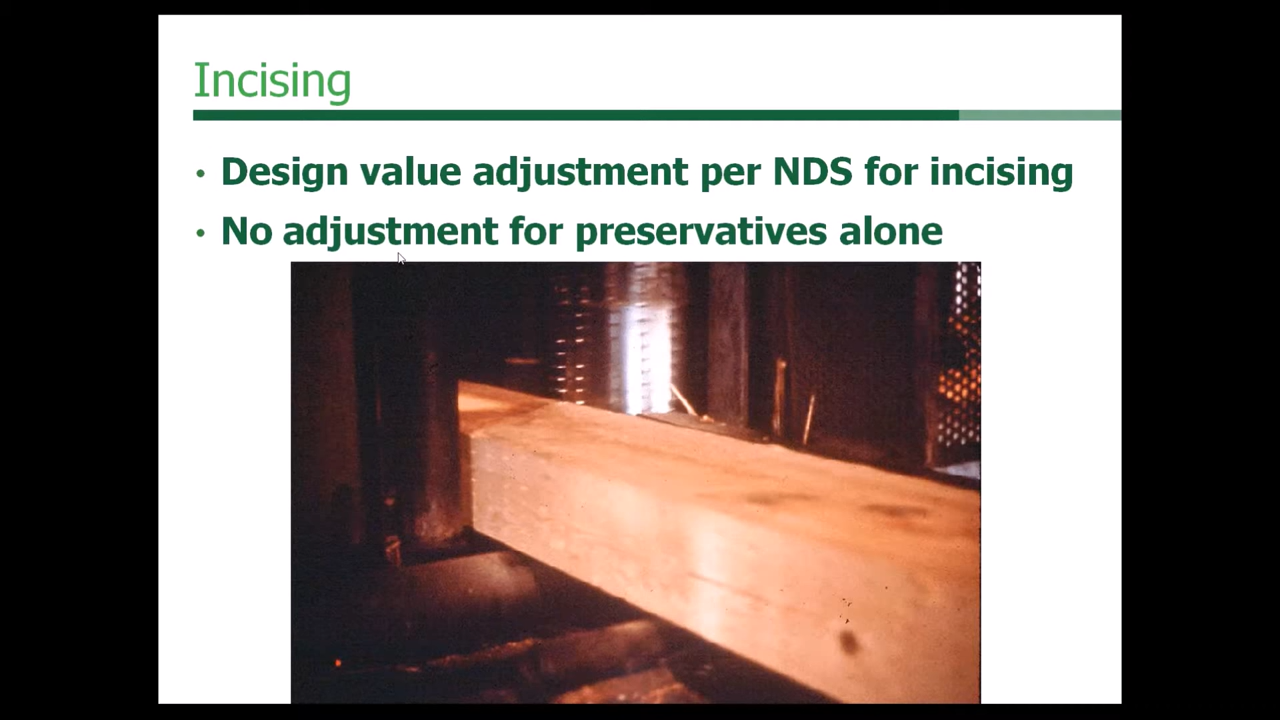 Incising
• Design value adjustment per NDS for incising
• No adjustment for preservatives alone